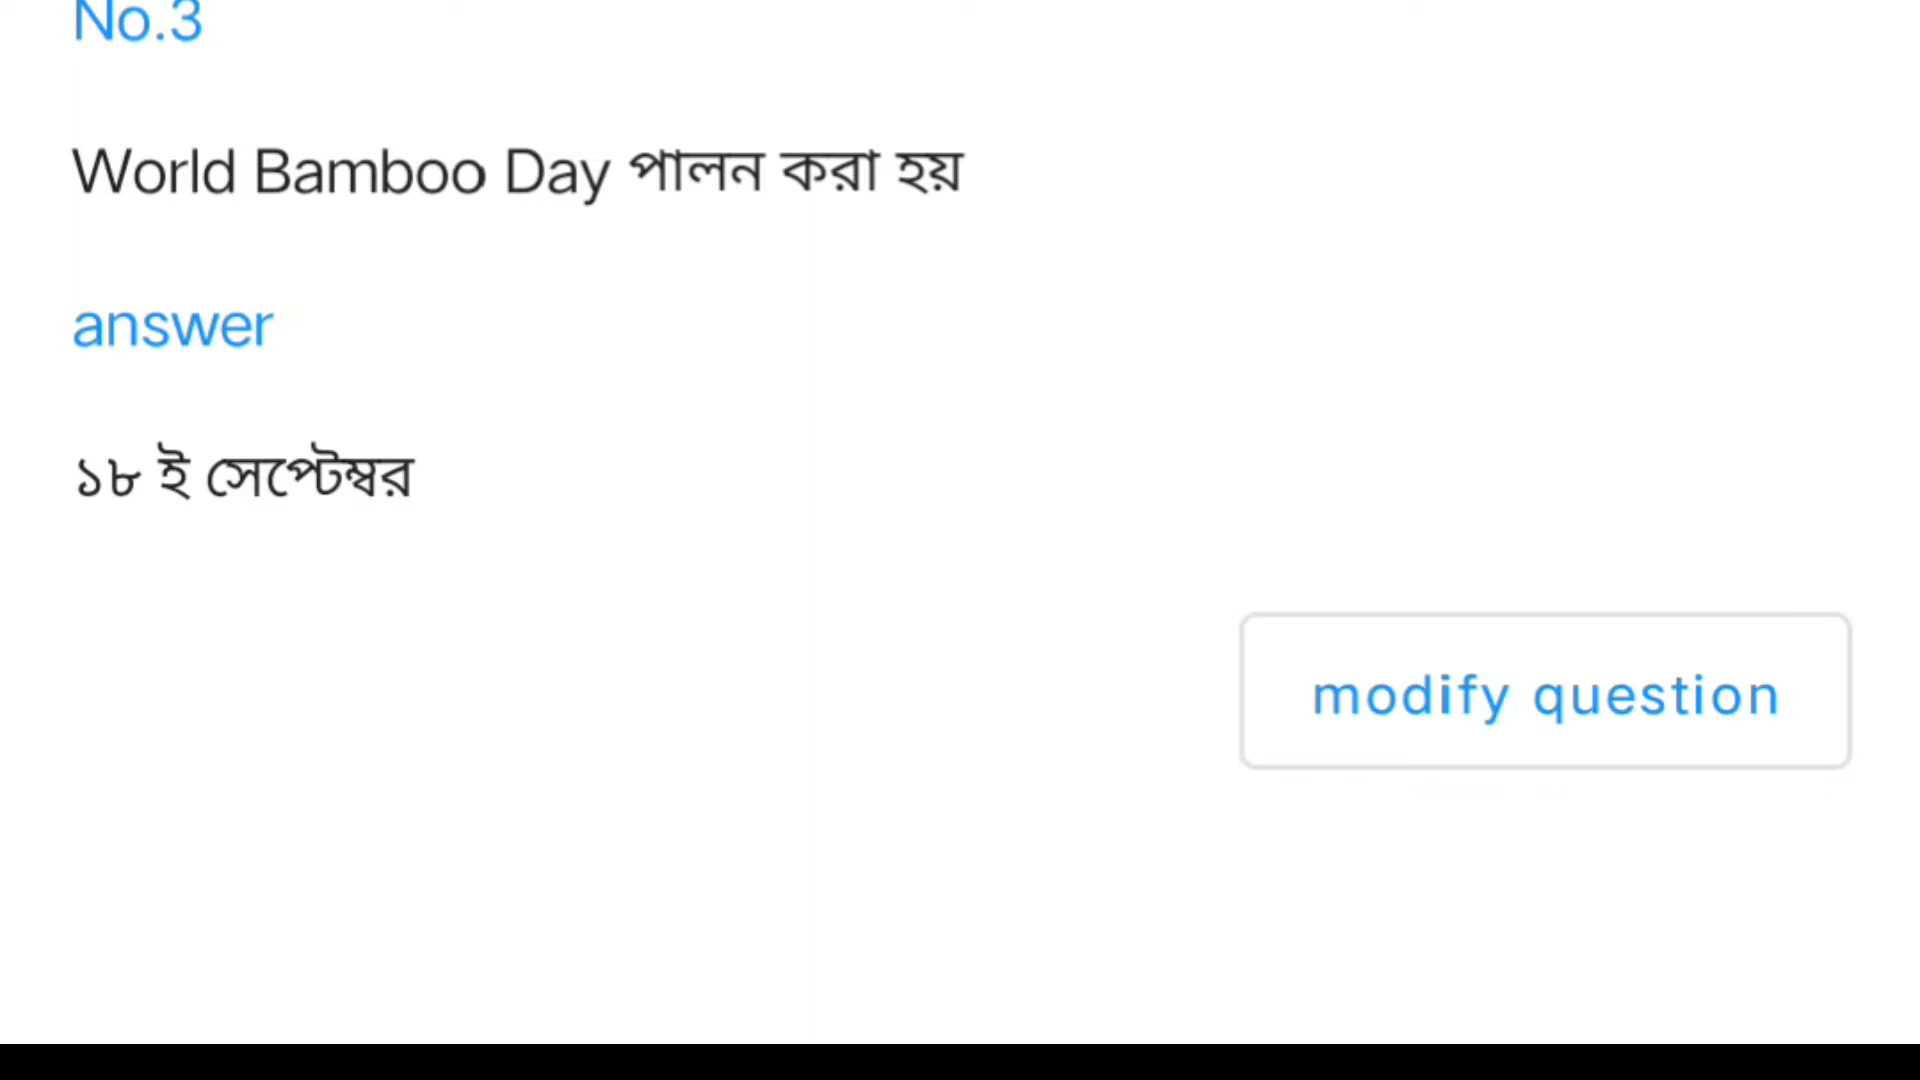 No.3
World Bamboo Day পালন করা হয়
answer
১৮ ই সেপ্টেম্বর
modify question